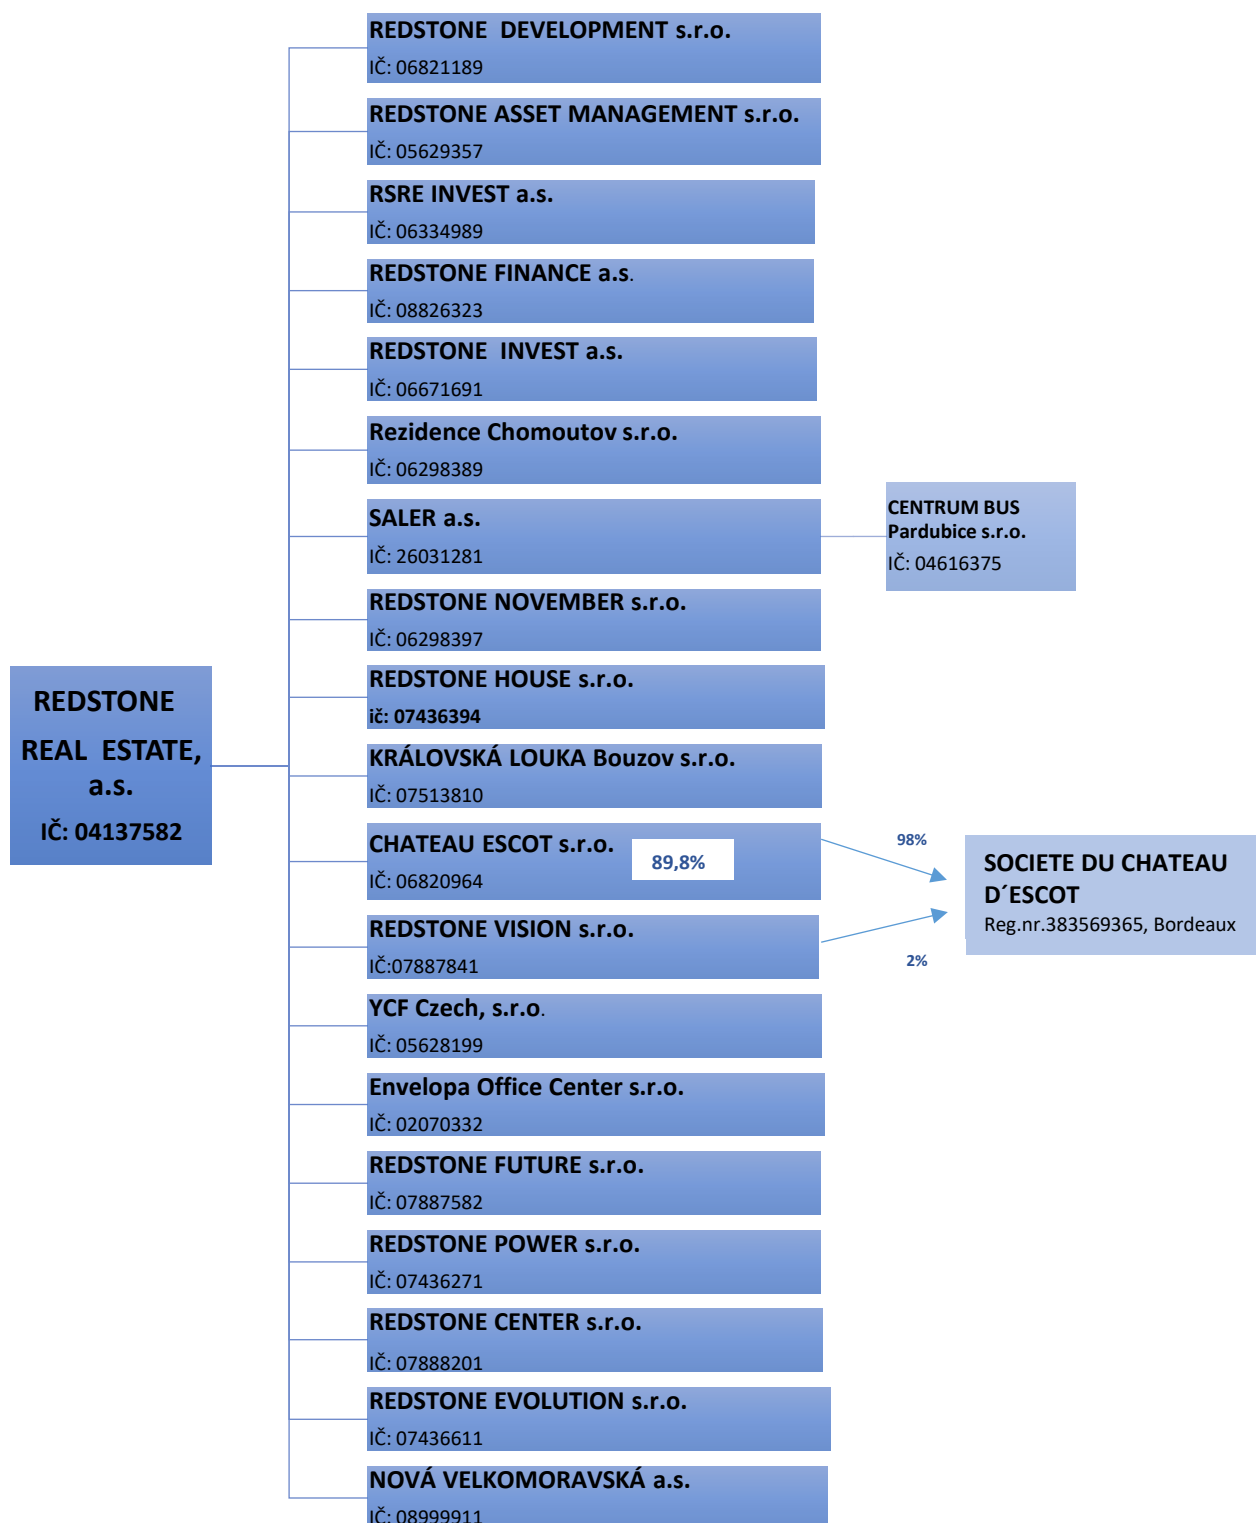 REDSTONE  DEVELOPMENT s.r.o.
IČ: 06821189
REDSTONE ASSET MANAGEMENT s.r.o.
IČ: 05629357
RSRE INVEST a.s.
IČ: 06334989
REDSTONE FINANCE a.s.
IČ: 08826323
REDSTONE  INVEST a.s.
IČ: 06671691
Rezidence Chomoutov s.r.o.
IČ: 06298389
SALER a.s.
IČ: 26031281
CENTRUM BUS
Pardubice s.r.o.
IČ: 04616375
REDSTONE NOVEMBER s.r.o.
IČ: 06298397
REDSTONE HOUSE s.r.o.
ič: 07436394
REDSTONE
REAL  ESTATE,
a.s.
IČ: 04137582
KRÁLOVSKÁ LOUKA Bouzov s.r.o.
IČ: 07513810
CHATEAU ESCOT s.r.o.
89,8%
IČ: 06820964
98%
SOCIETE DU CHATEAU
D´ESCOT
Reg.nr.383569365, Bordeaux
REDSTONE VISION s.r.o.
IČ:07887841
2%
YCF Czech, s.r.o.
IČ: 05628199
Envelopa Office Center s.r.o.
IČ: 02070332
REDSTONE FUTURE s.r.o.
IČ: 07887582
REDSTONE POWER s.r.o.
IČ: 07436271
REDSTONE CENTER s.r.o.
IČ: 07888201
REDSTONE EVOLUTION s.r.o.
IČ: 07436611
NOVÁ VELKOMORAVSKÁ a.s.
IČ: 08999911